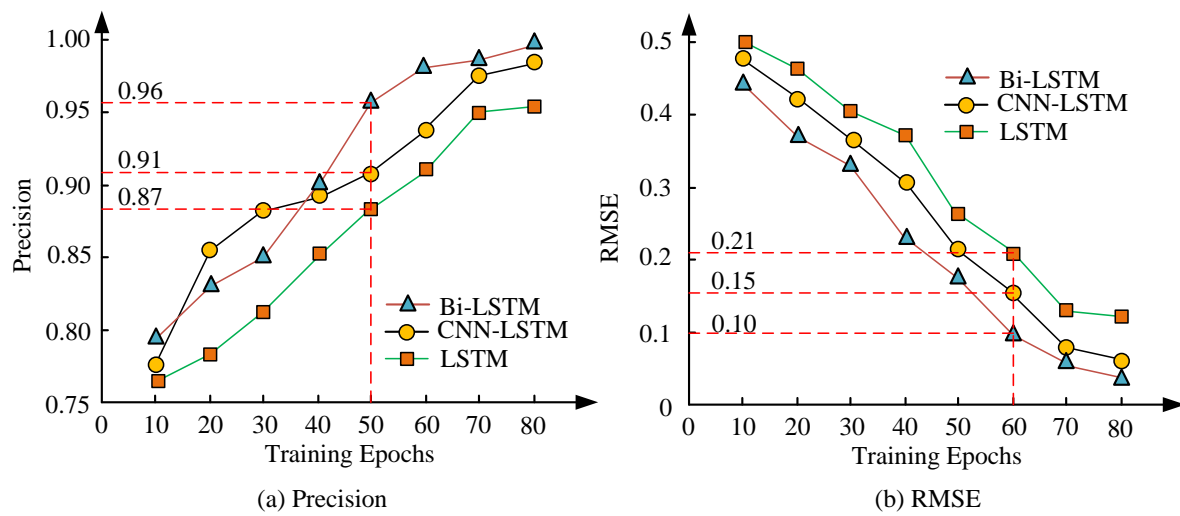 1.00
0.95
0.90
0.85
0.80
0.75
0.96
0.91
0.87
Precision
Bi-LSTM
CNN-LSTM
LSTM
0 10 20 30 40 50 60 70 80
Training Epochs
(a) Precision
0.5
0.4
0.3
0.2
0.1
0
0.21
0.15
0.10
RMSE
Bi-LSTM
CNN-LSTM
LSTM
0 10 20 30 40 50 60 70 80
Training Epochs
(b) RMSE